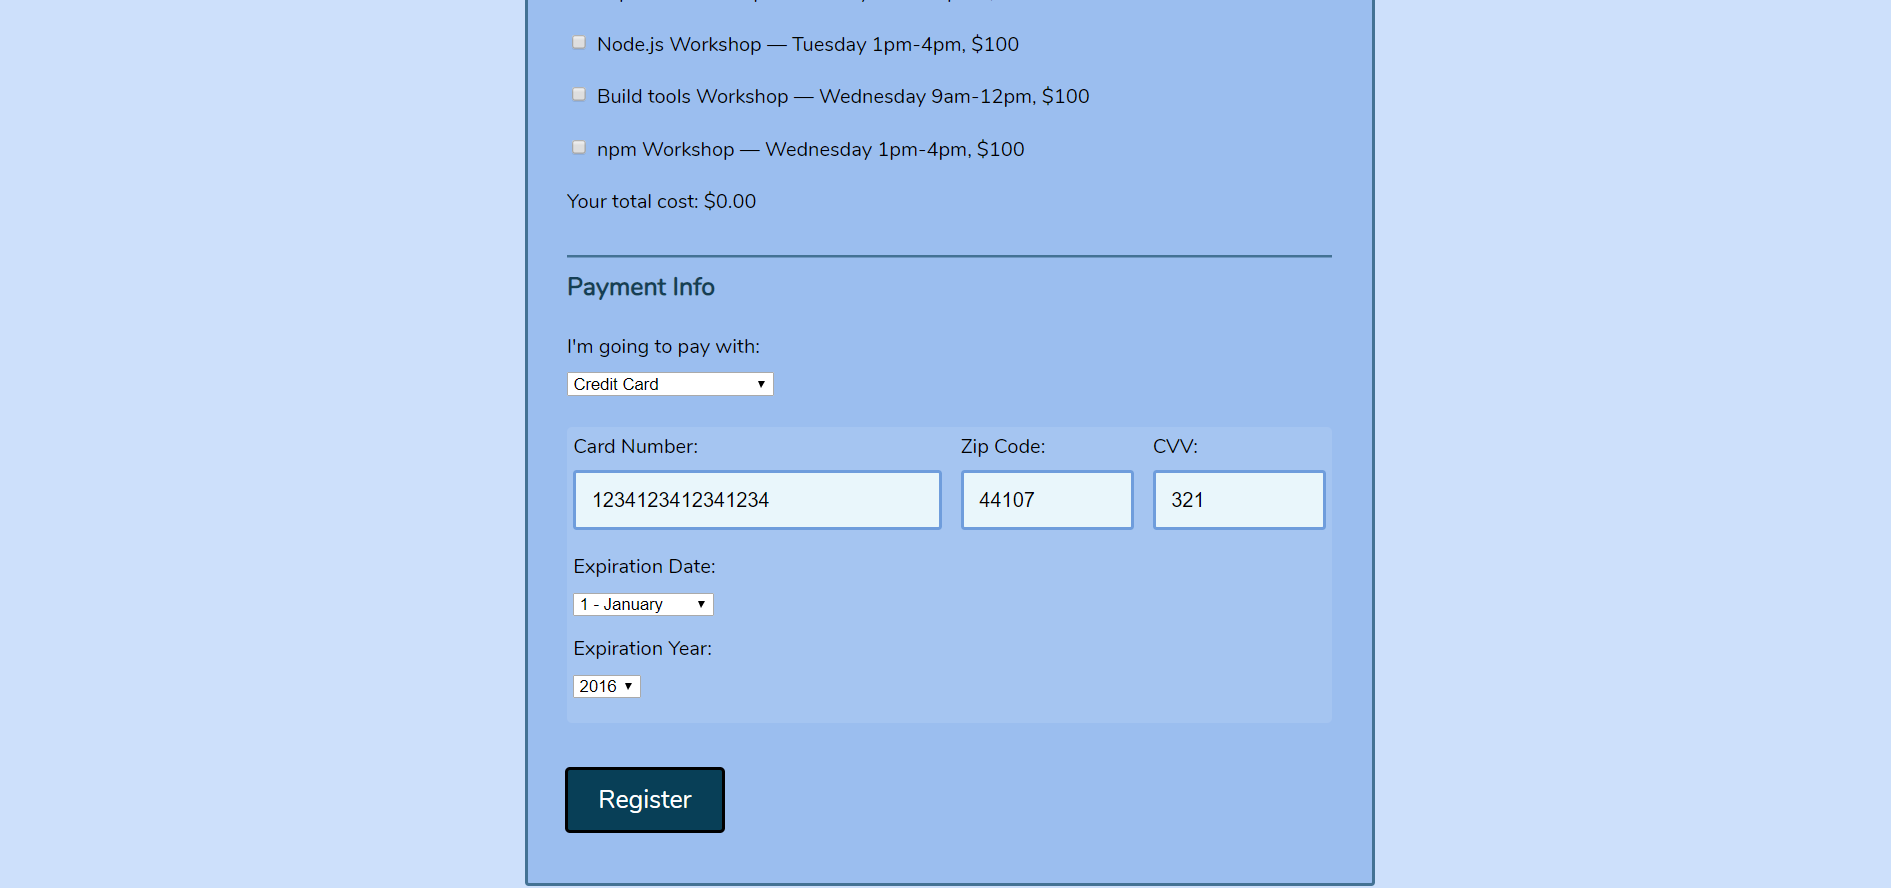 Node.js Workshop — Tuesday 1pm-4pm, $100
Build tools Workshop — Wednesday 9am-12pm, $100
npm Workshop — Wednesday 1pm-4pm, $100
Your total cost: $0.00
Payment Info
I'm going to pay with:
Credit Card
Card Number: Zip Code: CVV:
1234123412341234 44107 321
Expiration Date:
1 - January
Expiration Year:
2016
Register